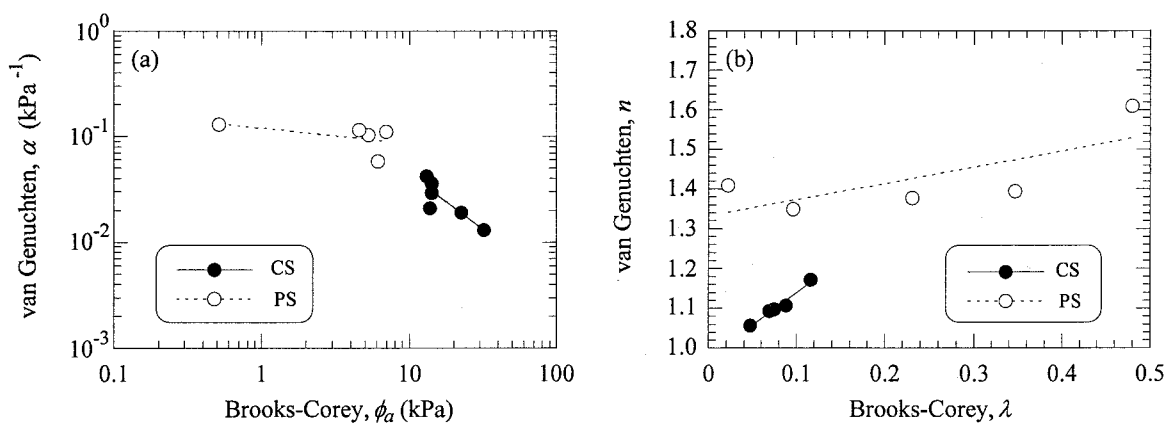 (a)
van Genuchten, α (kPa⁻¹)
10⁰
10⁻¹
10⁻²
10⁻³
CS
PS
0.1 1 10 100
Brooks-Corey, ϕₐ (kPa)
(b)
van Genuchten, n
1.8
1.7
1.6
1.5
1.4
1.3
1.2
1.1
1.0
CS
PS
0 0.1 0.2 0.3 0.4 0.5
Brooks-Corey, λ